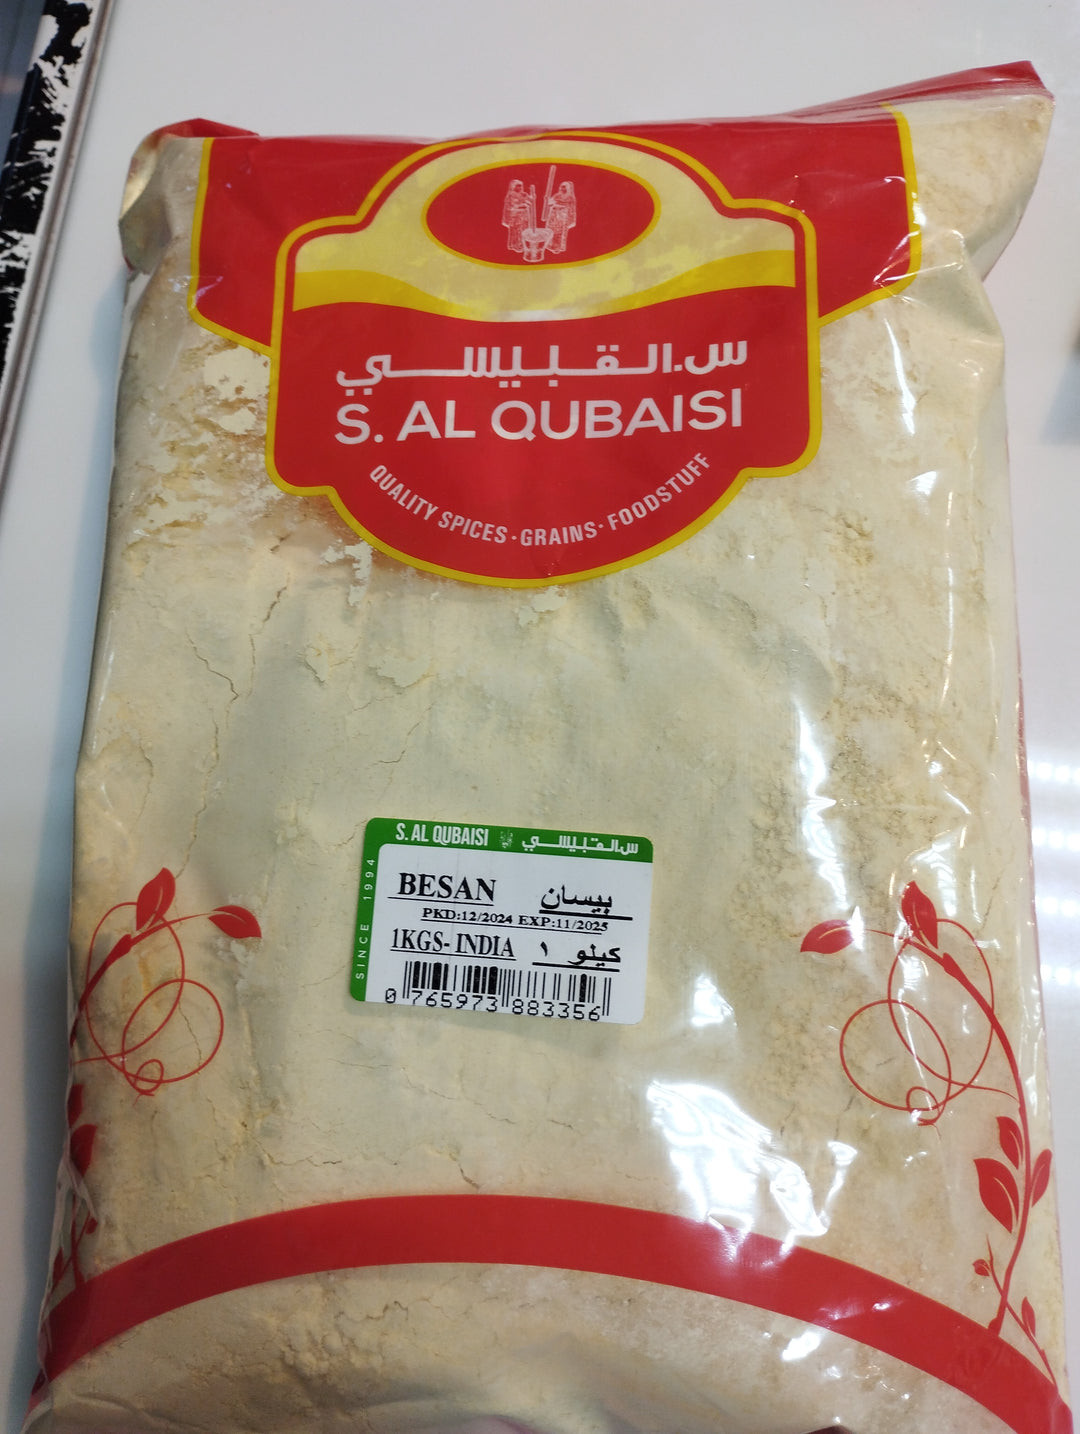 س.القبيسي
S. AL QUBAISI
QUALITY SPICES · GRAINS · FOODSTUFF
S. AL QUBAISI س.القبيسي
SINCE 1994
BESAN بيسان
PKD:12/2024 EXP:11/2025
1KGS- INDIA كيلو ١
0 765973 883356